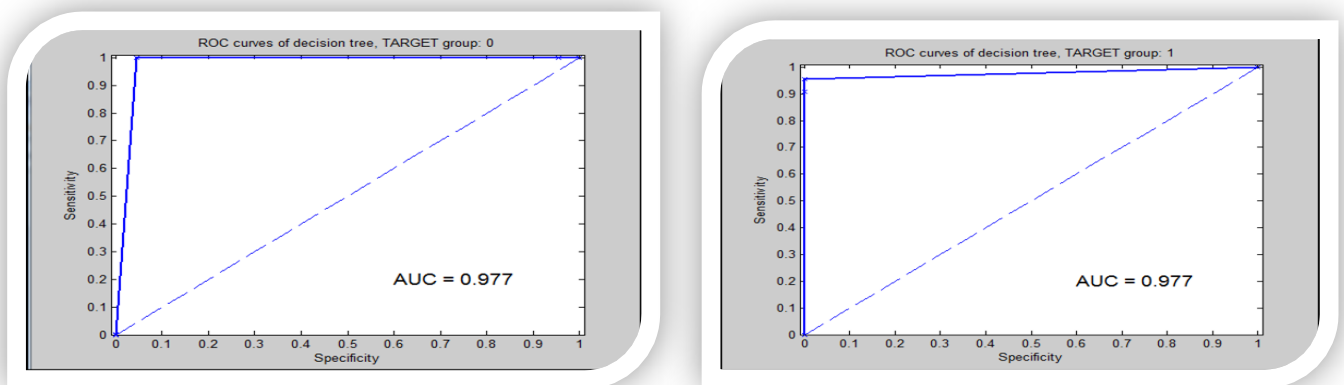 ROC curves of decision tree, TARGET group: 0
1
0.9
0.8
0.7
0.6
0.5
0.4
0.3
0.2
0.1
0
Sensitivity
AUC = 0.977
0 0.1 0.2 0.3 0.4 0.5 0.6 0.7 0.8 0.9 1
Specificity
ROC curves of decision tree, TARGET group: 1
1
0.9
0.8
0.7
0.6
0.5
0.4
0.3
0.2
0.1
0
Sensitivity
AUC = 0.977
0 0.1 0.2 0.3 0.4 0.5 0.6 0.7 0.8 0.9 1
Specificity